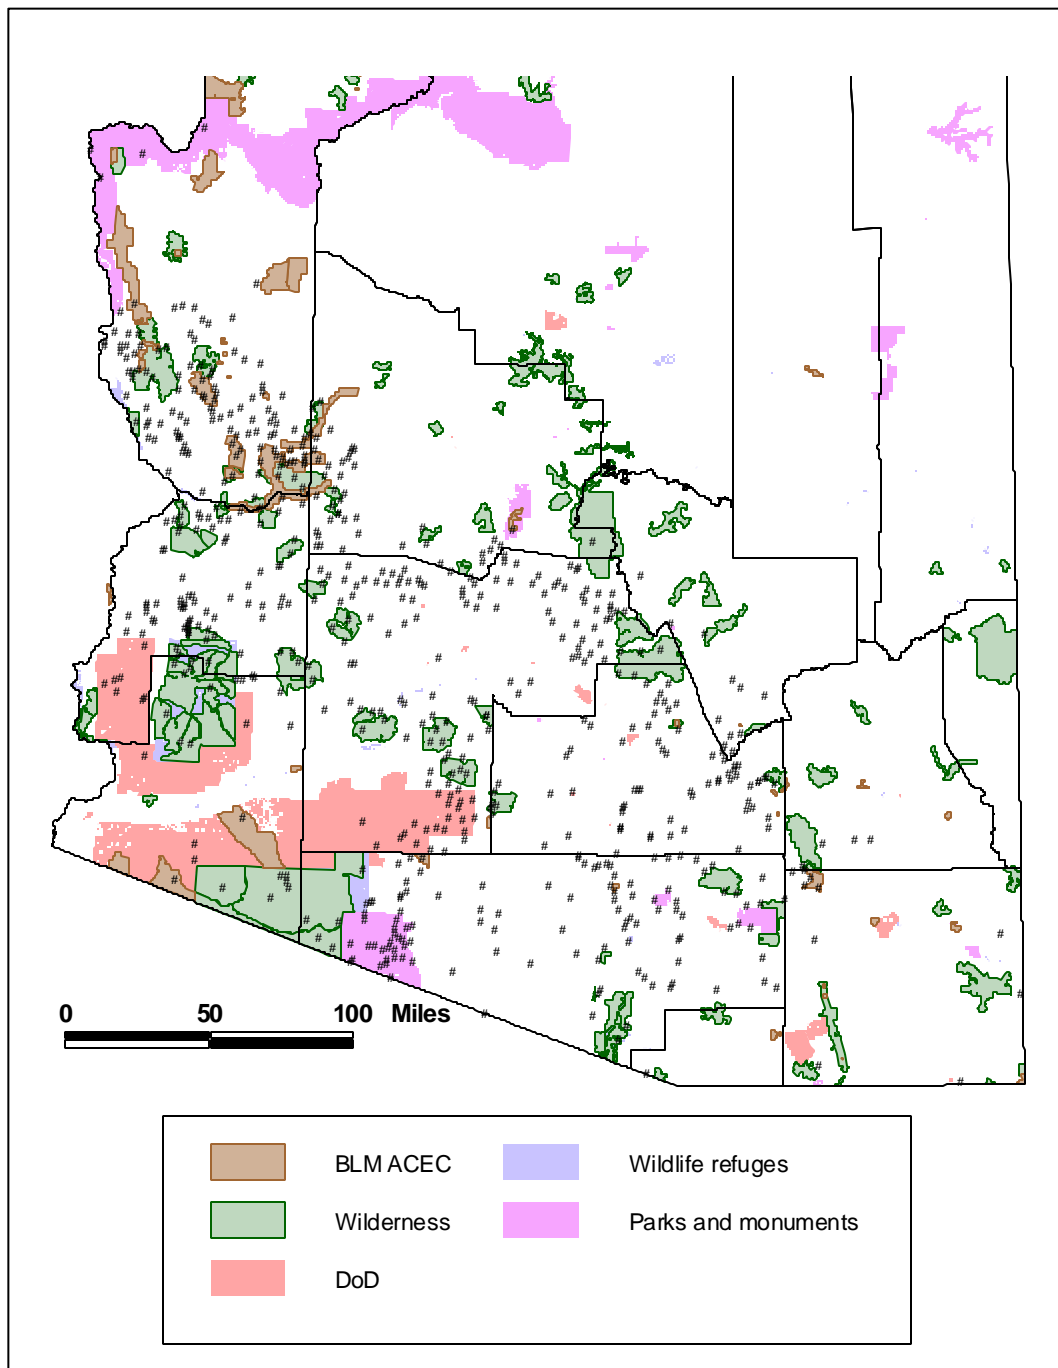 0 50 100 Miles
BLM ACEC
Wildlife refuges
Wilderness
Parks and monuments
DoD